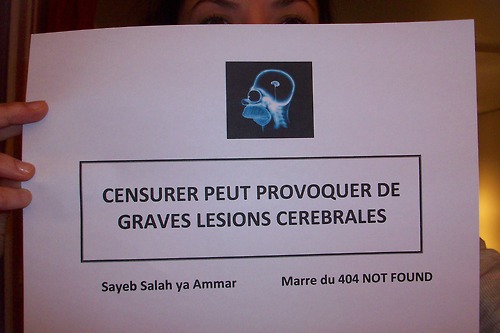 CENSURER PEUT PROVOQUER DE
GRAVES LESIONS CEREBRALES
Sayeb Salah ya Ammar Marre du 404 NOT FOUND